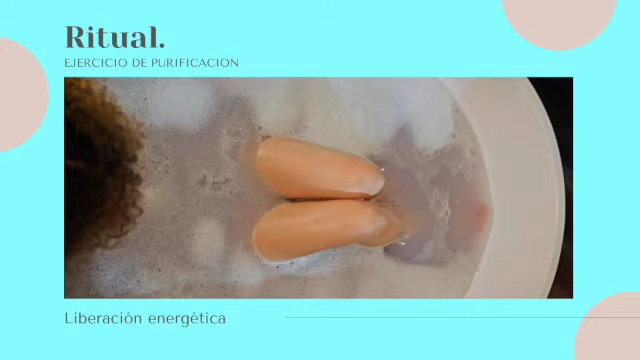 Ritual.
EJERCICIO DE PURIFICACION
Liberación energética